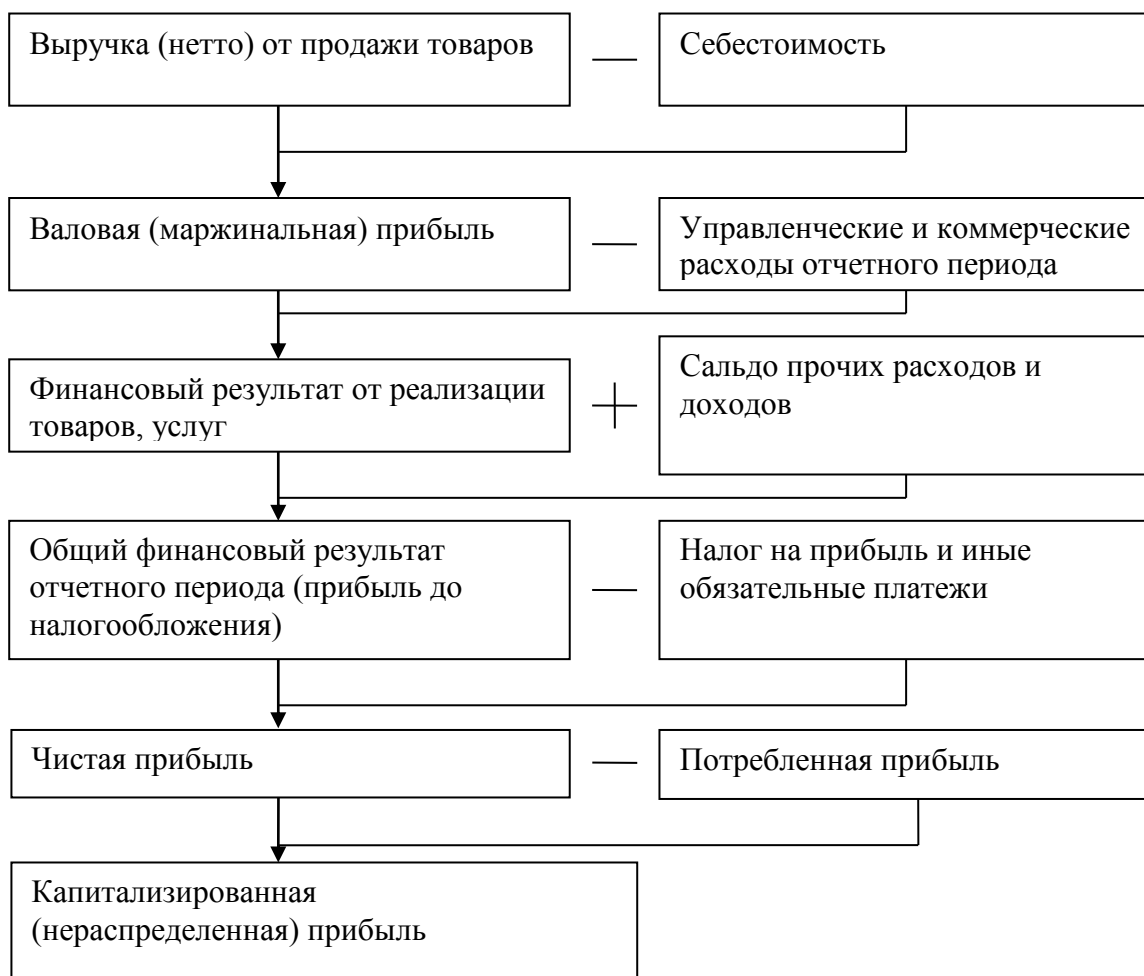 Выручка (нетто) от продажи товаров
Себестоимость
Валовая (маржинальная) прибыль
Управленческие и коммерческие
расходы отчетного периода
Финансовый результат от реализации
товаров, услуг
Сальдо прочих расходов и
доходов
Общий финансовый результат
отчетного периода (прибыль до
налогообложения)
Налог на прибыль и иные
обязательные платежи
Чистая прибыль
Потребленная прибыль
Капитализированная
(нераспределенная) прибыль